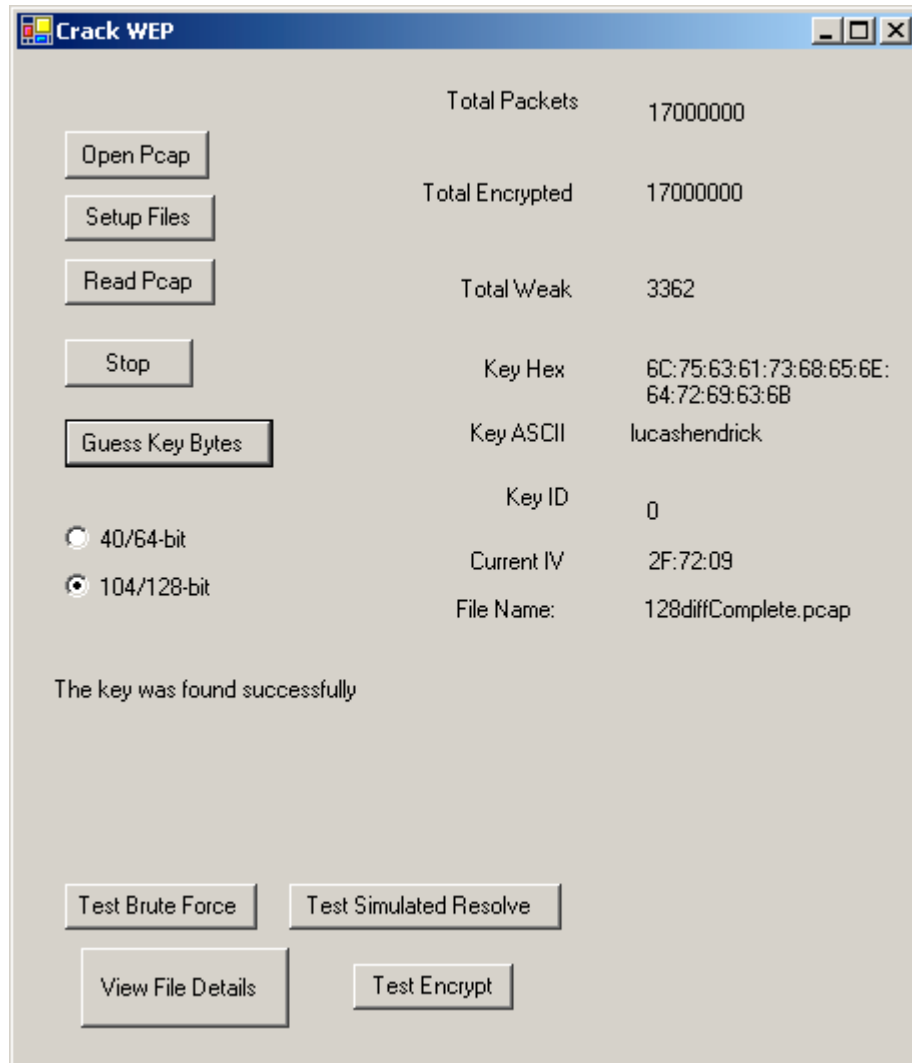 Crack WEP
Total Packets 17000000
Open Pcap
Total Encrypted 17000000
Setup Files
Read Pcap
Total Weak 3362
Stop
Key Hex 6C:75:63:61:73:68:65:6E:
64:72:69:63:6B
Guess Key Bytes
Key ASCII lucashendrick
Key ID 0
40/64-bit
Current IV 2F:72:09
104/128-bit
File Name: 128diffComplete.pcap
The key was found successfully
Test Brute Force
Test Simulated Resolve
View File Details
Test Encrypt